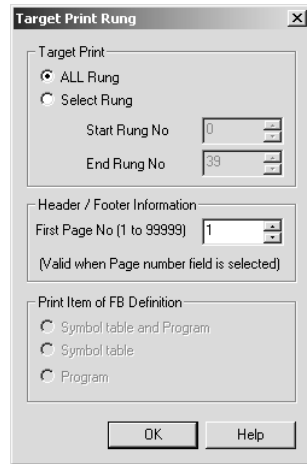 Target Print Rung
Target Print
ALL Rung
Select Rung
Start Rung No 0
End Rung No 39
Header / Footer Information
First Page No (1 to 99999) 1
(Valid when Page number field is selected)
Print Item of FB Definition
Symbol table and Program
Symbol table
Program
OK Help